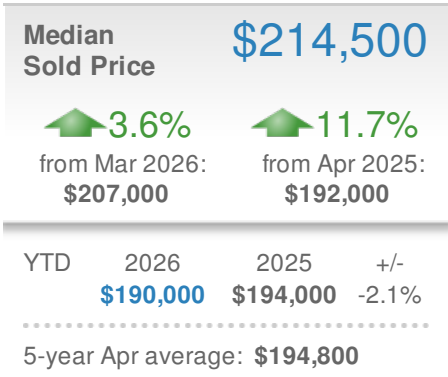 Median $214,500
Sold Price
3.6% 11.7%
from Mar 2026: from Apr 2025:
$207,000 $192,000
YTD 2026 2025 +/-
$190,000 $194,000 -2.1%
5-year Apr average: $194,800